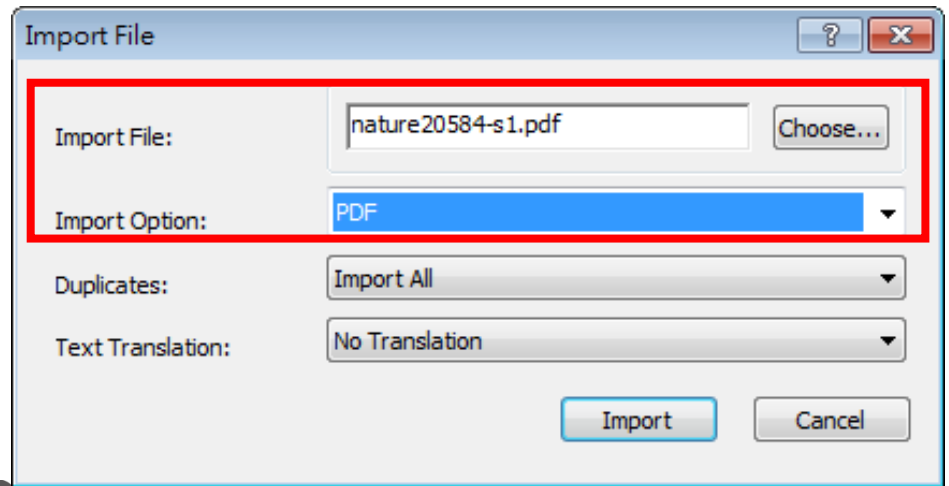 Import File
Import File: nature20584-s1.pdf Choose...
Import Option: PDF
Duplicates: Import All
Text Translation: No Translation
Import Cancel